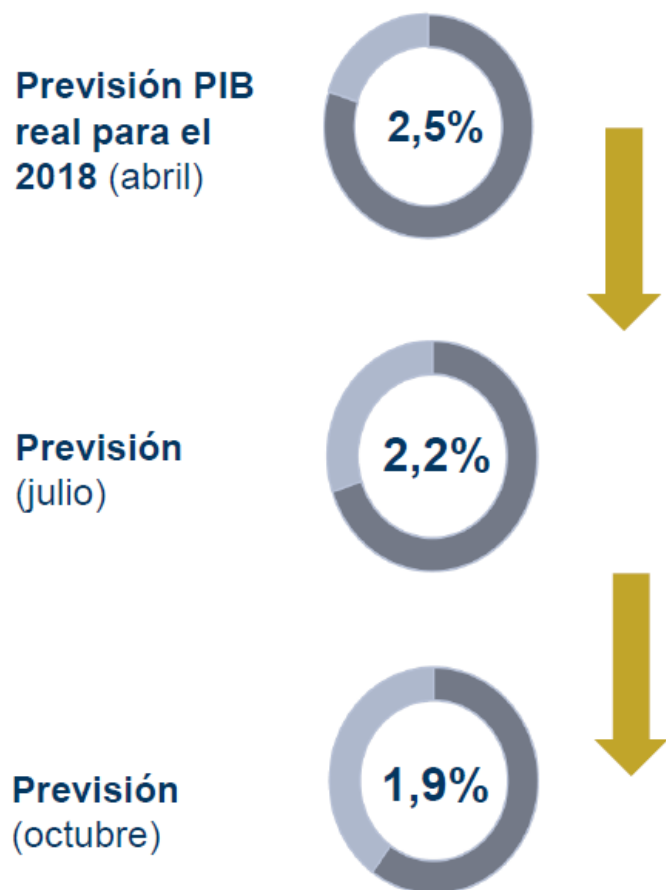 Previsión PIB
real para el
2018 (abril)
2,5%
Previsión
(julio)
2,2%
Previsión
(octubre)
1,9%